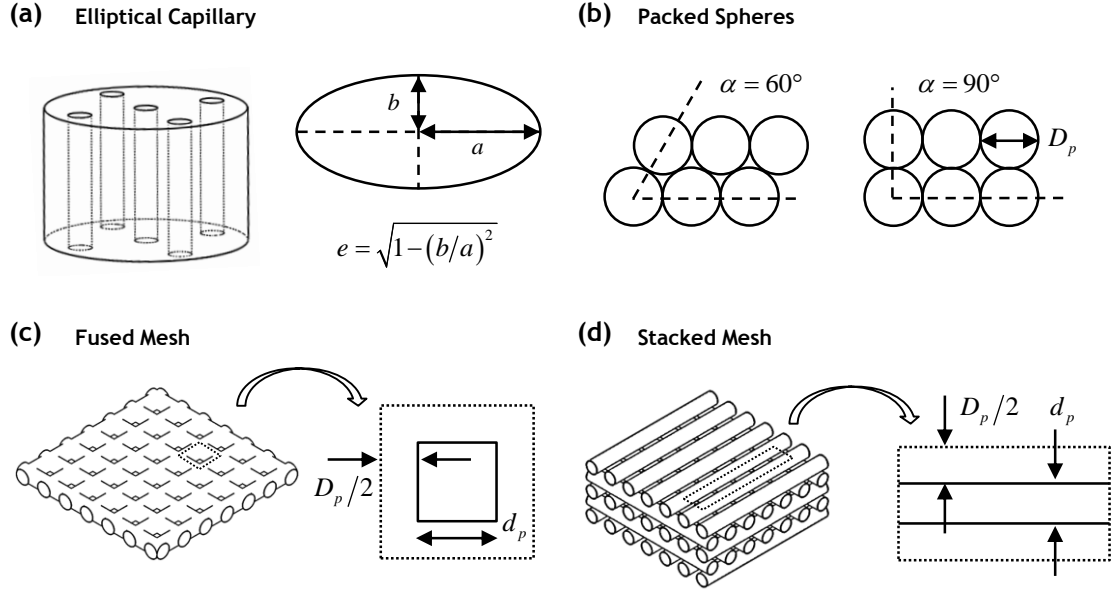 (a) Elliptical Capillary
b
a
e = √(1−(b/a)²)
(b) Packed Spheres
α = 60°
α = 90°
D_p
(c) Fused Mesh
D_p/2
d_p
(d) Stacked Mesh
D_p/2
d_p